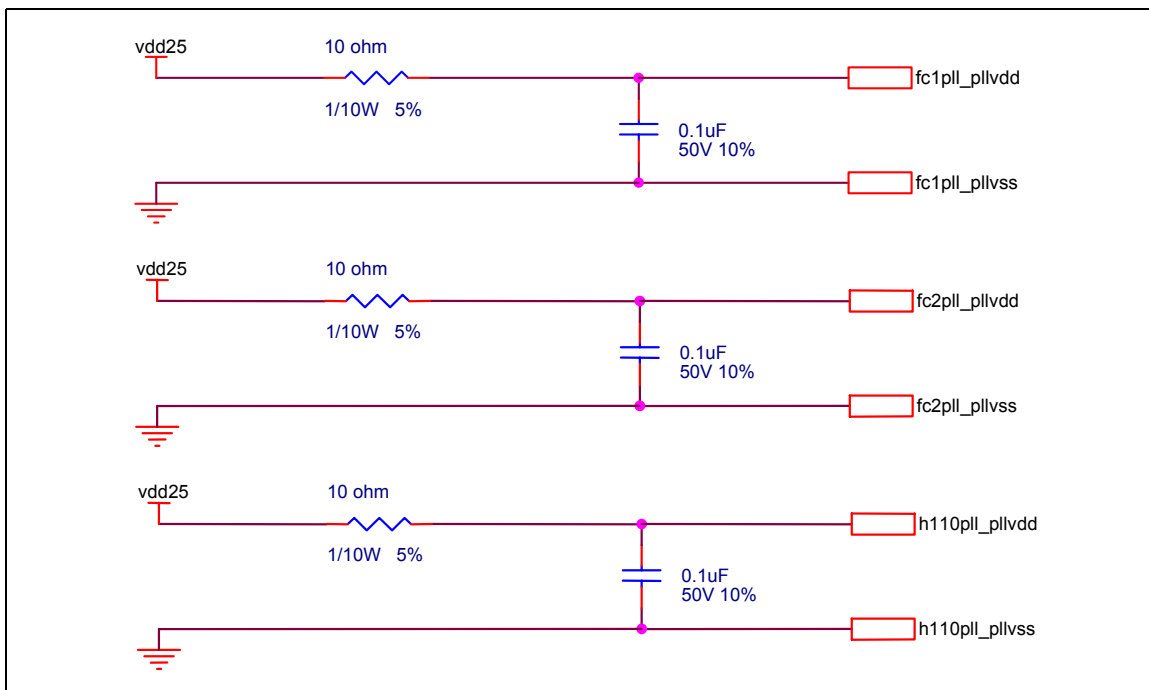 vdd25
10 ohm
1/10W 5%
fc1pll_pllvdd
0.1uF
50V 10%
fc1pll_pllvss
vdd25
10 ohm
1/10W 5%
fc2pll_pllvdd
0.1uF
50V 10%
fc2pll_pllvss
vdd25
10 ohm
1/10W 5%
h110pll_pllvdd
0.1uF
50V 10%
h110pll_pllvss